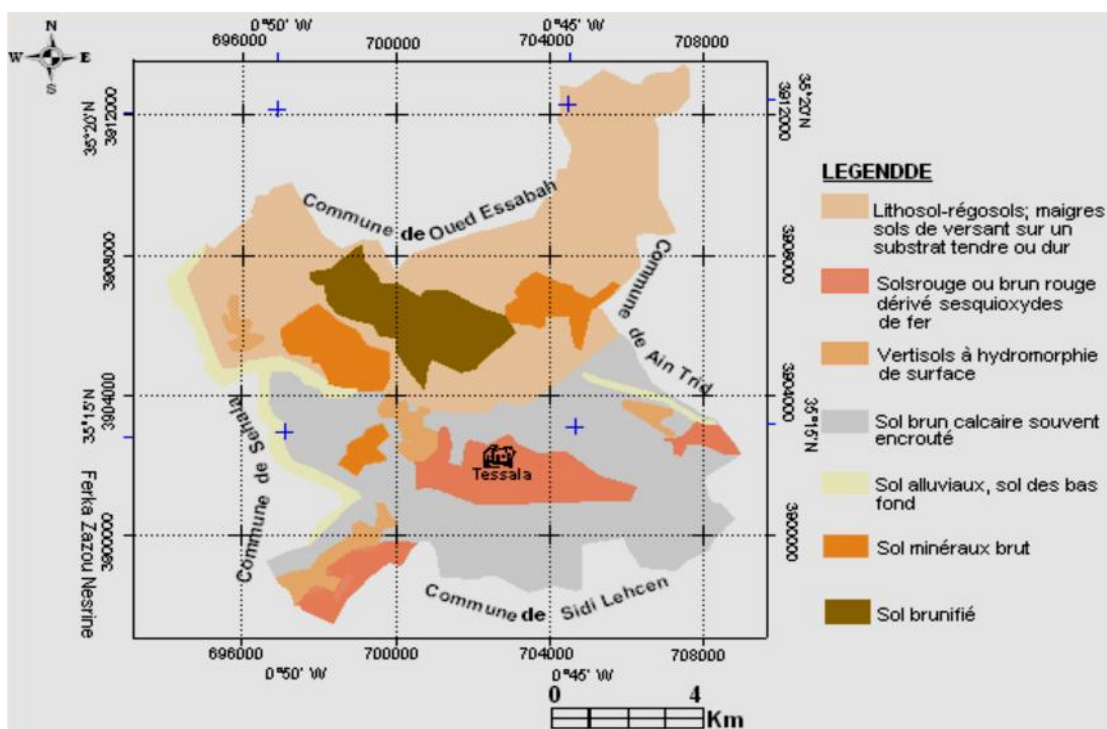 0°50' W
0°45' W
N
W
E
S
696000
700000
704000
708000
35°20'N
3912000
3912000
35°20'N
Commune de Oued Essabah
3908000
3908000
Commune de Ain Trid
3904000
3904000
35°15'N
35°15'N
Commune de Sehala
Tessala
Ferka Zazou Nesrine
3900000
3900000
Commune de Sidi Lehcen
696000
700000
704000
708000
0°50' W
0°45' W
0
4
Km
LEGENDDE
Lithosol-régosols; maigres
sols de versant sur un
substrat tendre ou dur
Solsrouge ou brun rouge
dérivé sesquioxydes
de fer
Vertisols à hydromorphie
de surface
Sol brun calcaire souvent
encrouté
Sol alluviaux, sol des bas
fond
Sol minéraux brut
Sol brunifié